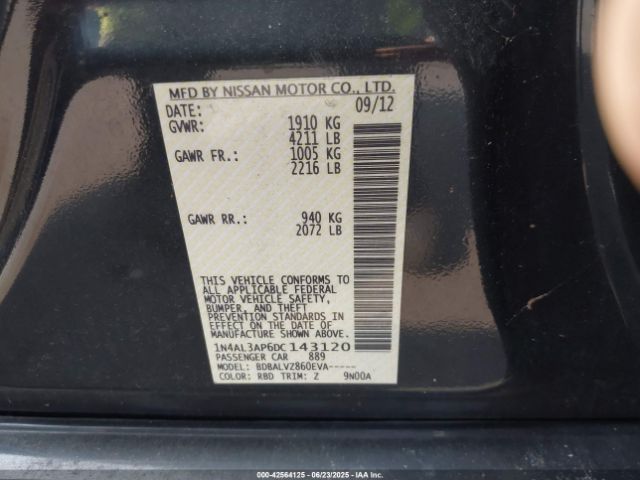 MFD BY NISSAN MOTOR CO., LTD.
DATE: 09/12
GVWR: 1910 KG
4211 LB
GAWR FR.: 1005 KG
2216 LB
GAWR RR.: 940 KG
2072 LB
THIS VEHICLE CONFORMS TO
ALL APPLICABLE FEDERAL
MOTOR VEHICLE SAFETY,
BUMPER, AND THEFT
PREVENTION STANDARDS IN
EFFECT ON THE DATE OF
MANUFACTURE SHOWN ABOVE.
1N4AL3AP6DC143120
PASSENGER CAR 889
MODEL: BDBALVZ860EVA-----
COLOR: RBD TRIM: Z 9N00A
000-42564125 - 06/23/2025 - IAA Inc.